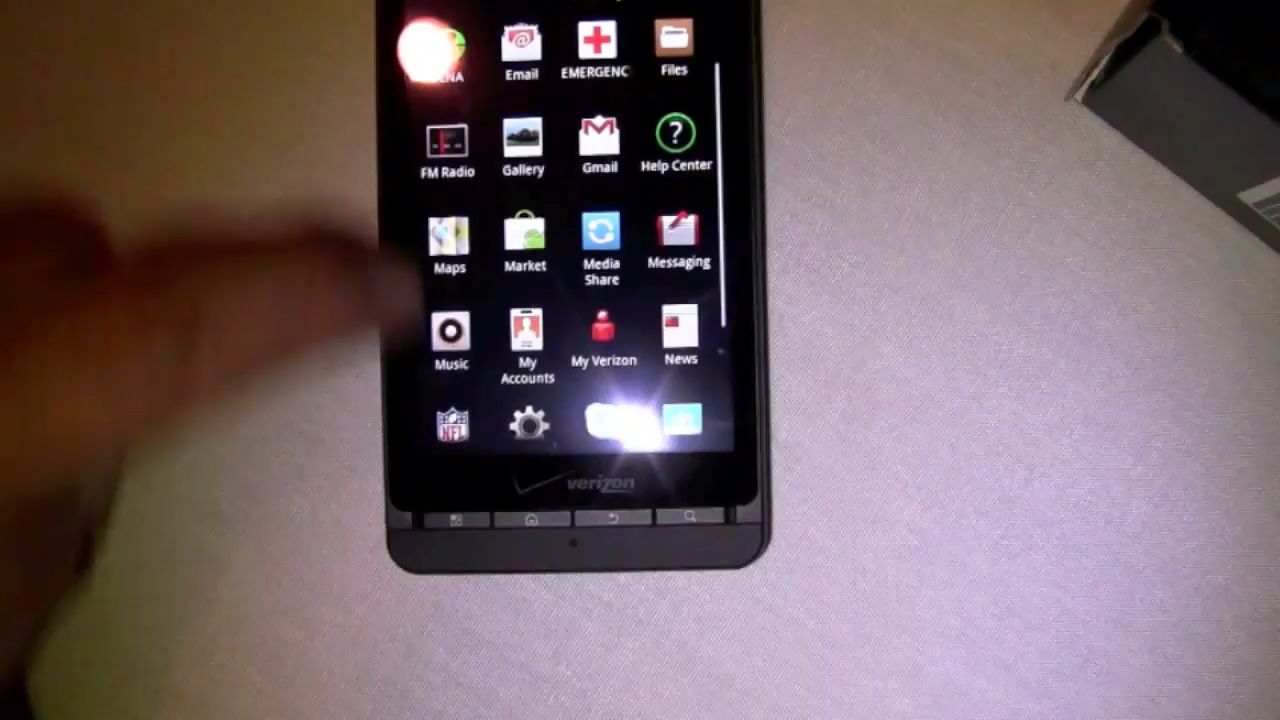 ENA Email EMERGENC Files
FM Radio Gallery Gmail Help Center
Maps Market Media Share Messaging
Music My Accounts My Verizon News
NFL
verizon